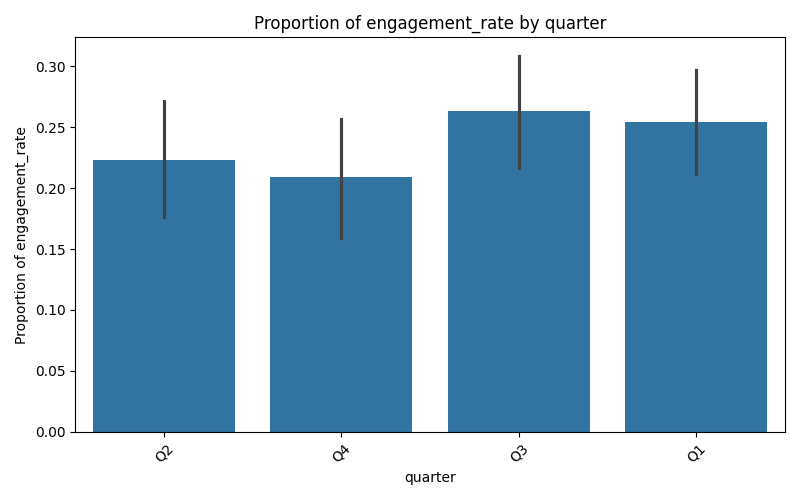 Proportion of engagement_rate by quarter
Proportion of engagement_rate
0.30
0.25
0.20
0.15
0.10
0.05
0.00
Q2
Q4
Q3
Q1
quarter